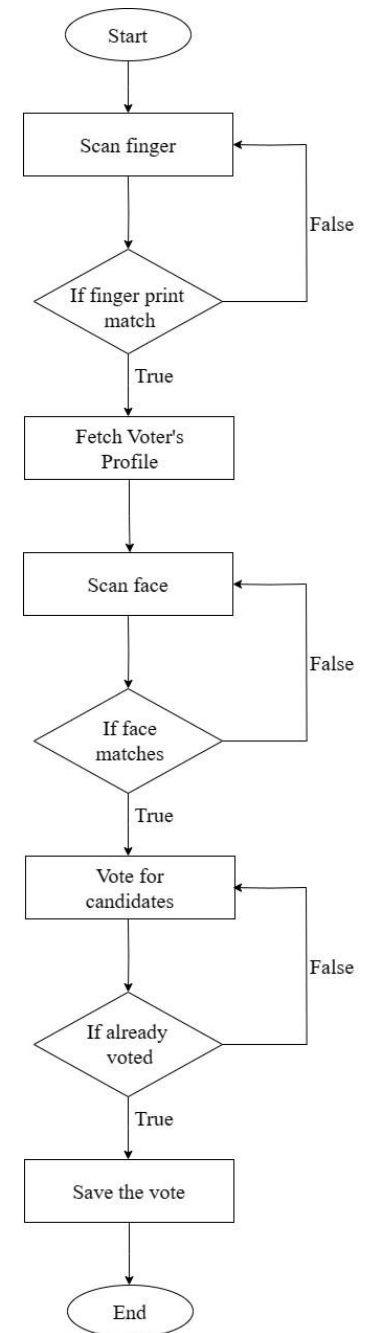 Start
Scan finger
False
If finger print
match
True
Fetch Voter's
Profile
Scan face
False
If face
matches
True
Vote for
candidates
False
If already
voted
True
Save the vote
End